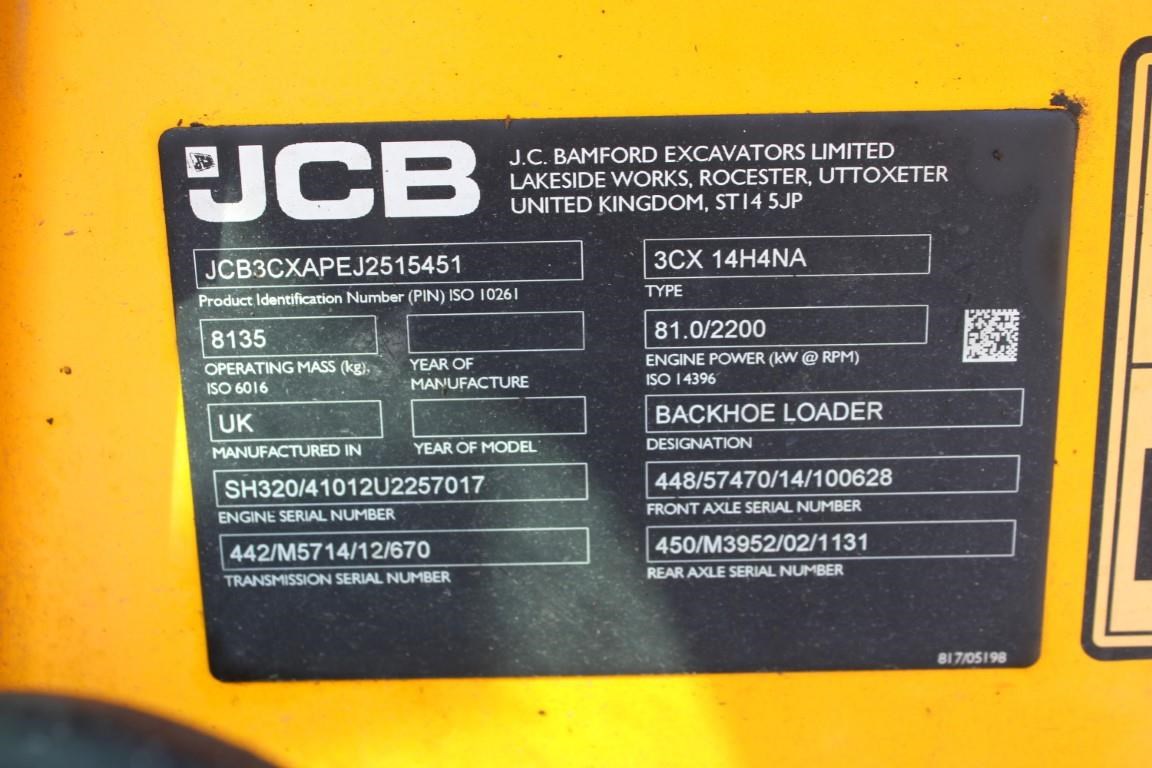 JCB
J.C. BAMFORD EXCAVATORS LIMITED
LAKESIDE WORKS, ROCESTER, UTTOXETER
UNITED KINGDOM, ST14 5JP
JCB3CXAPEJ2515451
Product Identification Number (PIN) ISO 10261
3CX 14H4NA
TYPE
8135
OPERATING MASS (kg),
ISO 6016
YEAR OF
MANUFACTURE
81.0/2200
ENGINE POWER (kW @ RPM)
ISO 14396
UK
MANUFACTURED IN
YEAR OF MODEL
BACKHOE LOADER
DESIGNATION
SH320/41012U2257017
ENGINE SERIAL NUMBER
448/57470/14/100628
FRONT AXLE SERIAL NUMBER
442/M5714/12/670
TRANSMISSION SERIAL NUMBER
450/M3952/02/1131
REAR AXLE SERIAL NUMBER
817/05198